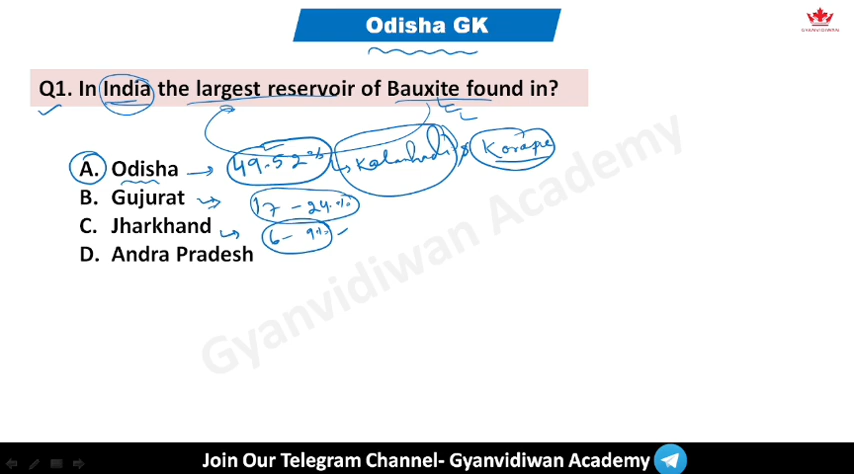 Odisha GK
GYANVIDIWAN
Q1. In India the largest reservoir of Bauxite found in?
A. Odisha → 49.52% → Kalahandi, Korape
B. Gujurat → 17 – 24.%
C. Jharkhand → 6 – 9% –
D. Andra Pradesh
Gyanvidiwan Academy
Join Our Telegram Channel- Gyanvidiwan Academy